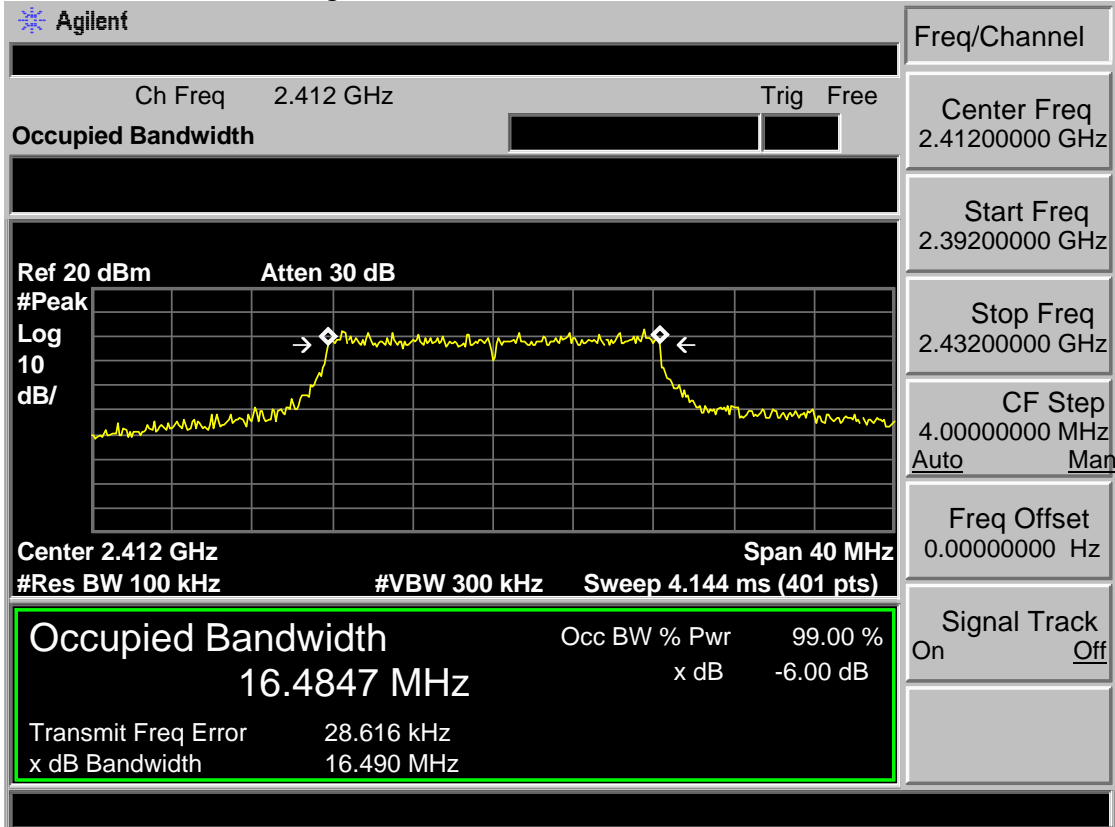 Agilent
Freq/Channel
Ch Freq 2.412 GHz Trig Free
Occupied Bandwidth
Center Freq
2.41200000 GHz
Start Freq
2.39200000 GHz
Ref 20 dBm Atten 30 dB
#Peak
Log
10
dB/
Stop Freq
2.43200000 GHz
CF Step
4.00000000 MHz
Auto Man
Freq Offset
0.00000000 Hz
Center 2.412 GHz Span 40 MHz
#Res BW 100 kHz #VBW 300 kHz Sweep 4.144 ms (401 pts)
Signal Track
On Off
Occupied Bandwidth Occ BW % Pwr 99.00 %
16.4847 MHz x dB -6.00 dB
Transmit Freq Error 28.616 kHz
x dB Bandwidth 16.490 MHz